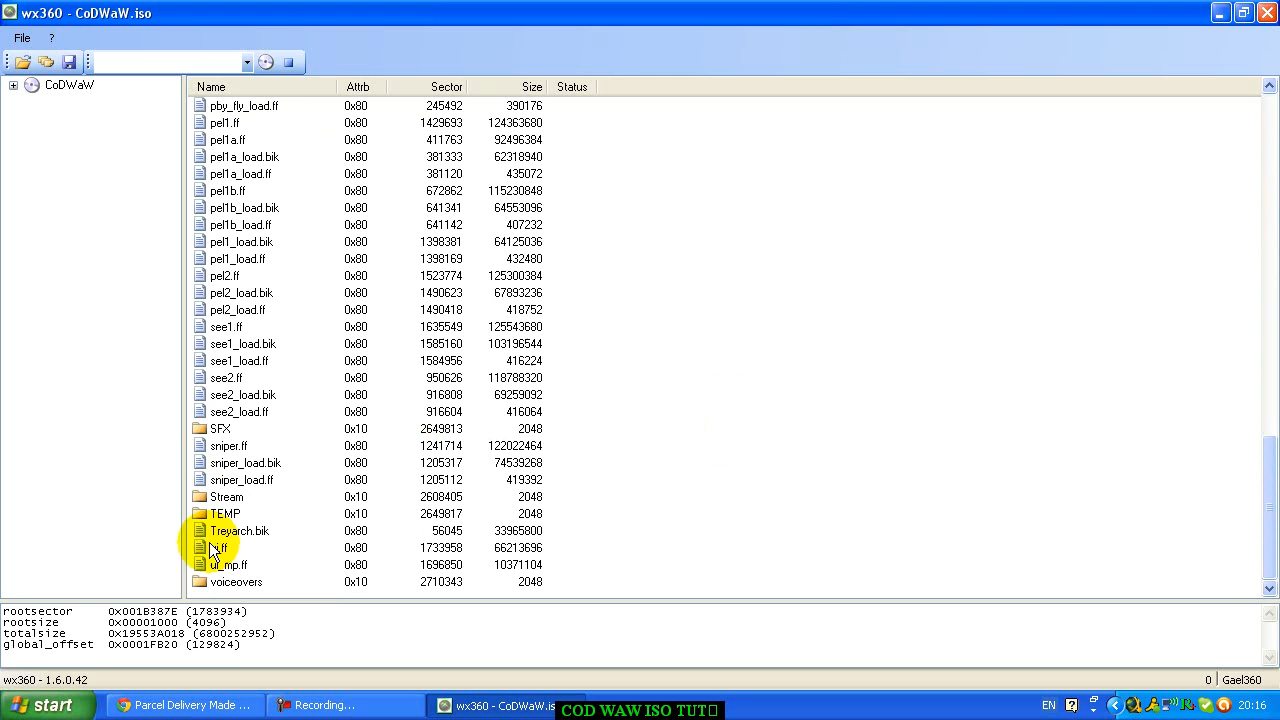 wx360 - CoDWaW.iso
File ?
CoDWaW
Name Attrb Sector Size Status
pby_fly_load.ff 0x80 245492 390176
pel1.ff 0x80 1429693 124363680
pel1a.ff 0x80 411763 92496384
pel1a_load.bik 0x80 381333 62318940
pel1a_load.ff 0x80 381120 435072
pel1b.ff 0x80 672862 115230848
pel1b_load.bik 0x80 641341 64553096
pel1b_load.ff 0x80 641142 407232
pel1_load.bik 0x80 1398381 64125036
pel1_load.ff 0x80 1398169 432480
pel2.ff 0x80 1523774 125300384
pel2_load.bik 0x80 1490623 67893236
pel2_load.ff 0x80 1490418 418752
see1.ff 0x80 1635549 125543680
see1_load.bik 0x80 1585160 103196544
see1_load.ff 0x80 1584956 416224
see2.ff 0x80 950626 118788320
see2_load.bik 0x80 916808 69259092
see2_load.ff 0x80 916604 416064
SFX 0x10 2649813 2048
sniper.ff 0x80 1241714 122022464
sniper_load.bik 0x80 1205317 74539268
sniper_load.ff 0x80 1205112 419392
Stream 0x10 2608405 2048
TEMP 0x10 2649817 2048
Treyarch.bik 0x80 56045 33965800
0x80 1733958 66213696
ui_mp.ff 0x80 1696850 10371104
voiceovers 0x10 2710343 2048
rootsector 0x001B387E (1783934)
rootsize 0x00001000 (4096)
totalsize 0x19553A018 (6800252952)
global_offset 0x0001FB20 (129824)
wx360 - 1.6.0.42 0 Gael360
start Parcel Delivery Made ... Recording... wx360 - CoDWaW.is EN ? 20:16
COD WAW ISO TUT